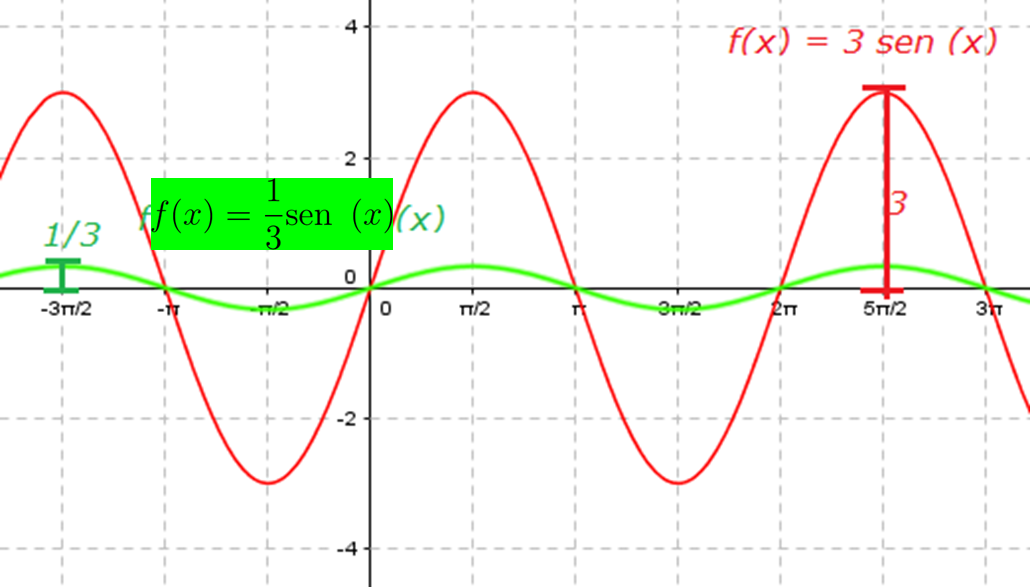 4
f(x) = 3 sen (x)
2
f(x) = \frac{1}{3} sen (x)
(x)
3
1/3
0
-3π/2 -π -π/2 0 π/2 π 3π/2 2π 5π/2 3π
-2
-4